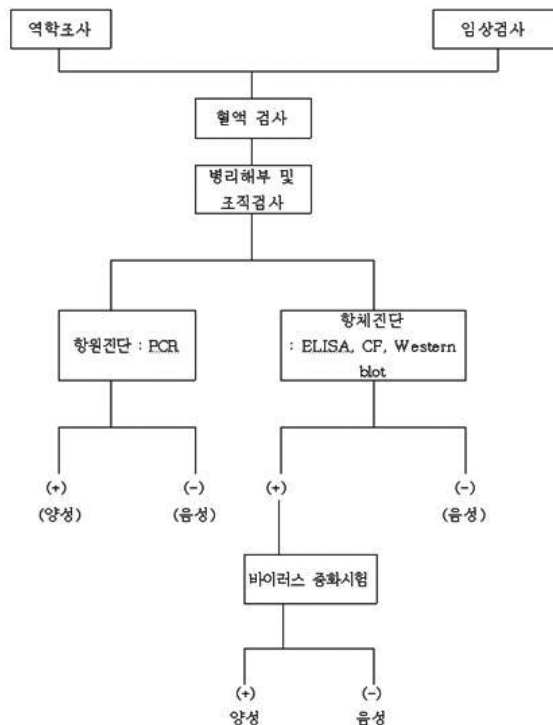 역학조사
임상검사
혈액 검사
병리해부 및
조직검사
항원진단 : PCR
항체진단
: ELISA, CF, Western
blot
(+)
(양성)
(-)
(음성)
(+)
(-)
(음성)
바이러스 중화시험
(+)
양성
(-)
음성